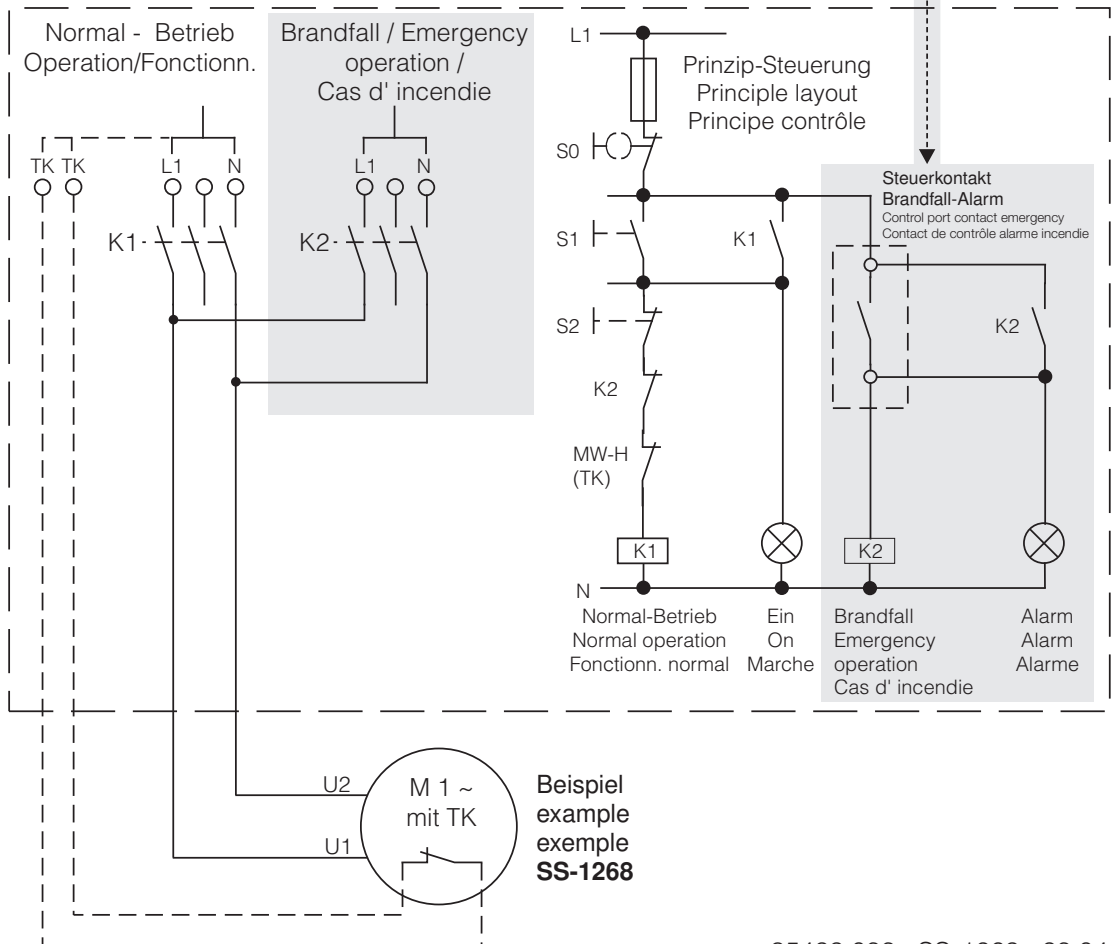 Normal - Betrieb
Operation/Fonctionn.
Brandfall / Emergency
operation /
Cas d' incendie
L1
Prinzip-Steuerung
Principle layout
Principe contrôle
S0
TK TK
L1
N
L1
N
Steuerkontakt
Brandfall-Alarm
Control port contact emergency
Contact de contrôle alarme incendie
K1
K2
S1
K1
S2
K2
K2
MW-H
(TK)
K1
K2
N
Normal-Betrieb
Normal operation
Fonctionn. normal
Ein
On
Marche
Brandfall
Emergency
operation
Cas d' incendie
Alarm
Alarm
Alarme
U2
U1
M 1 ~
mit TK
Beispiel
example
exemple
SS-1268